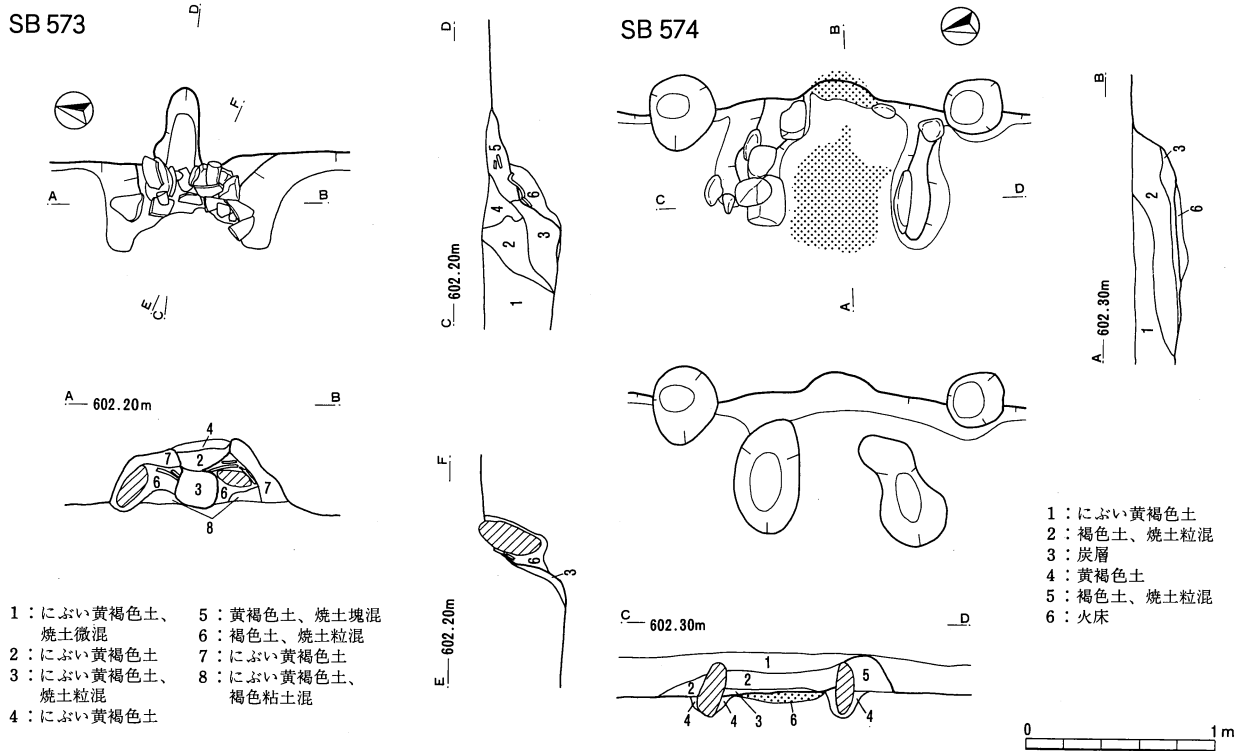 SB 573
D
F
A
B
E
C
D
5
6
4
2
3
1
C 602.20m
A 602.20m
B
4
7
2
6
3
6
7
8
F
6
3
E 602.20m
1：にぶい黄褐色土、
焼土微混
2：にぶい黄褐色土
3：にぶい黄褐色土、
焼土粒混
4：にぶい黄褐色土
5：黄褐色土、焼土塊混
6：褐色土、焼土粒混
7：にぶい黄褐色土
8：にぶい黄褐色土、
褐色粘土混
SB 574
B
C
D
A
B
3
2
6
1
A 602.30m
1：にぶい黄褐色土
2：褐色土、焼土粒混
3：炭層
4：黄褐色土
5：褐色土、焼土粒混
6：火床
C 602.30m
D
1
2
2
5
4
4
3
6
4
0
1 m